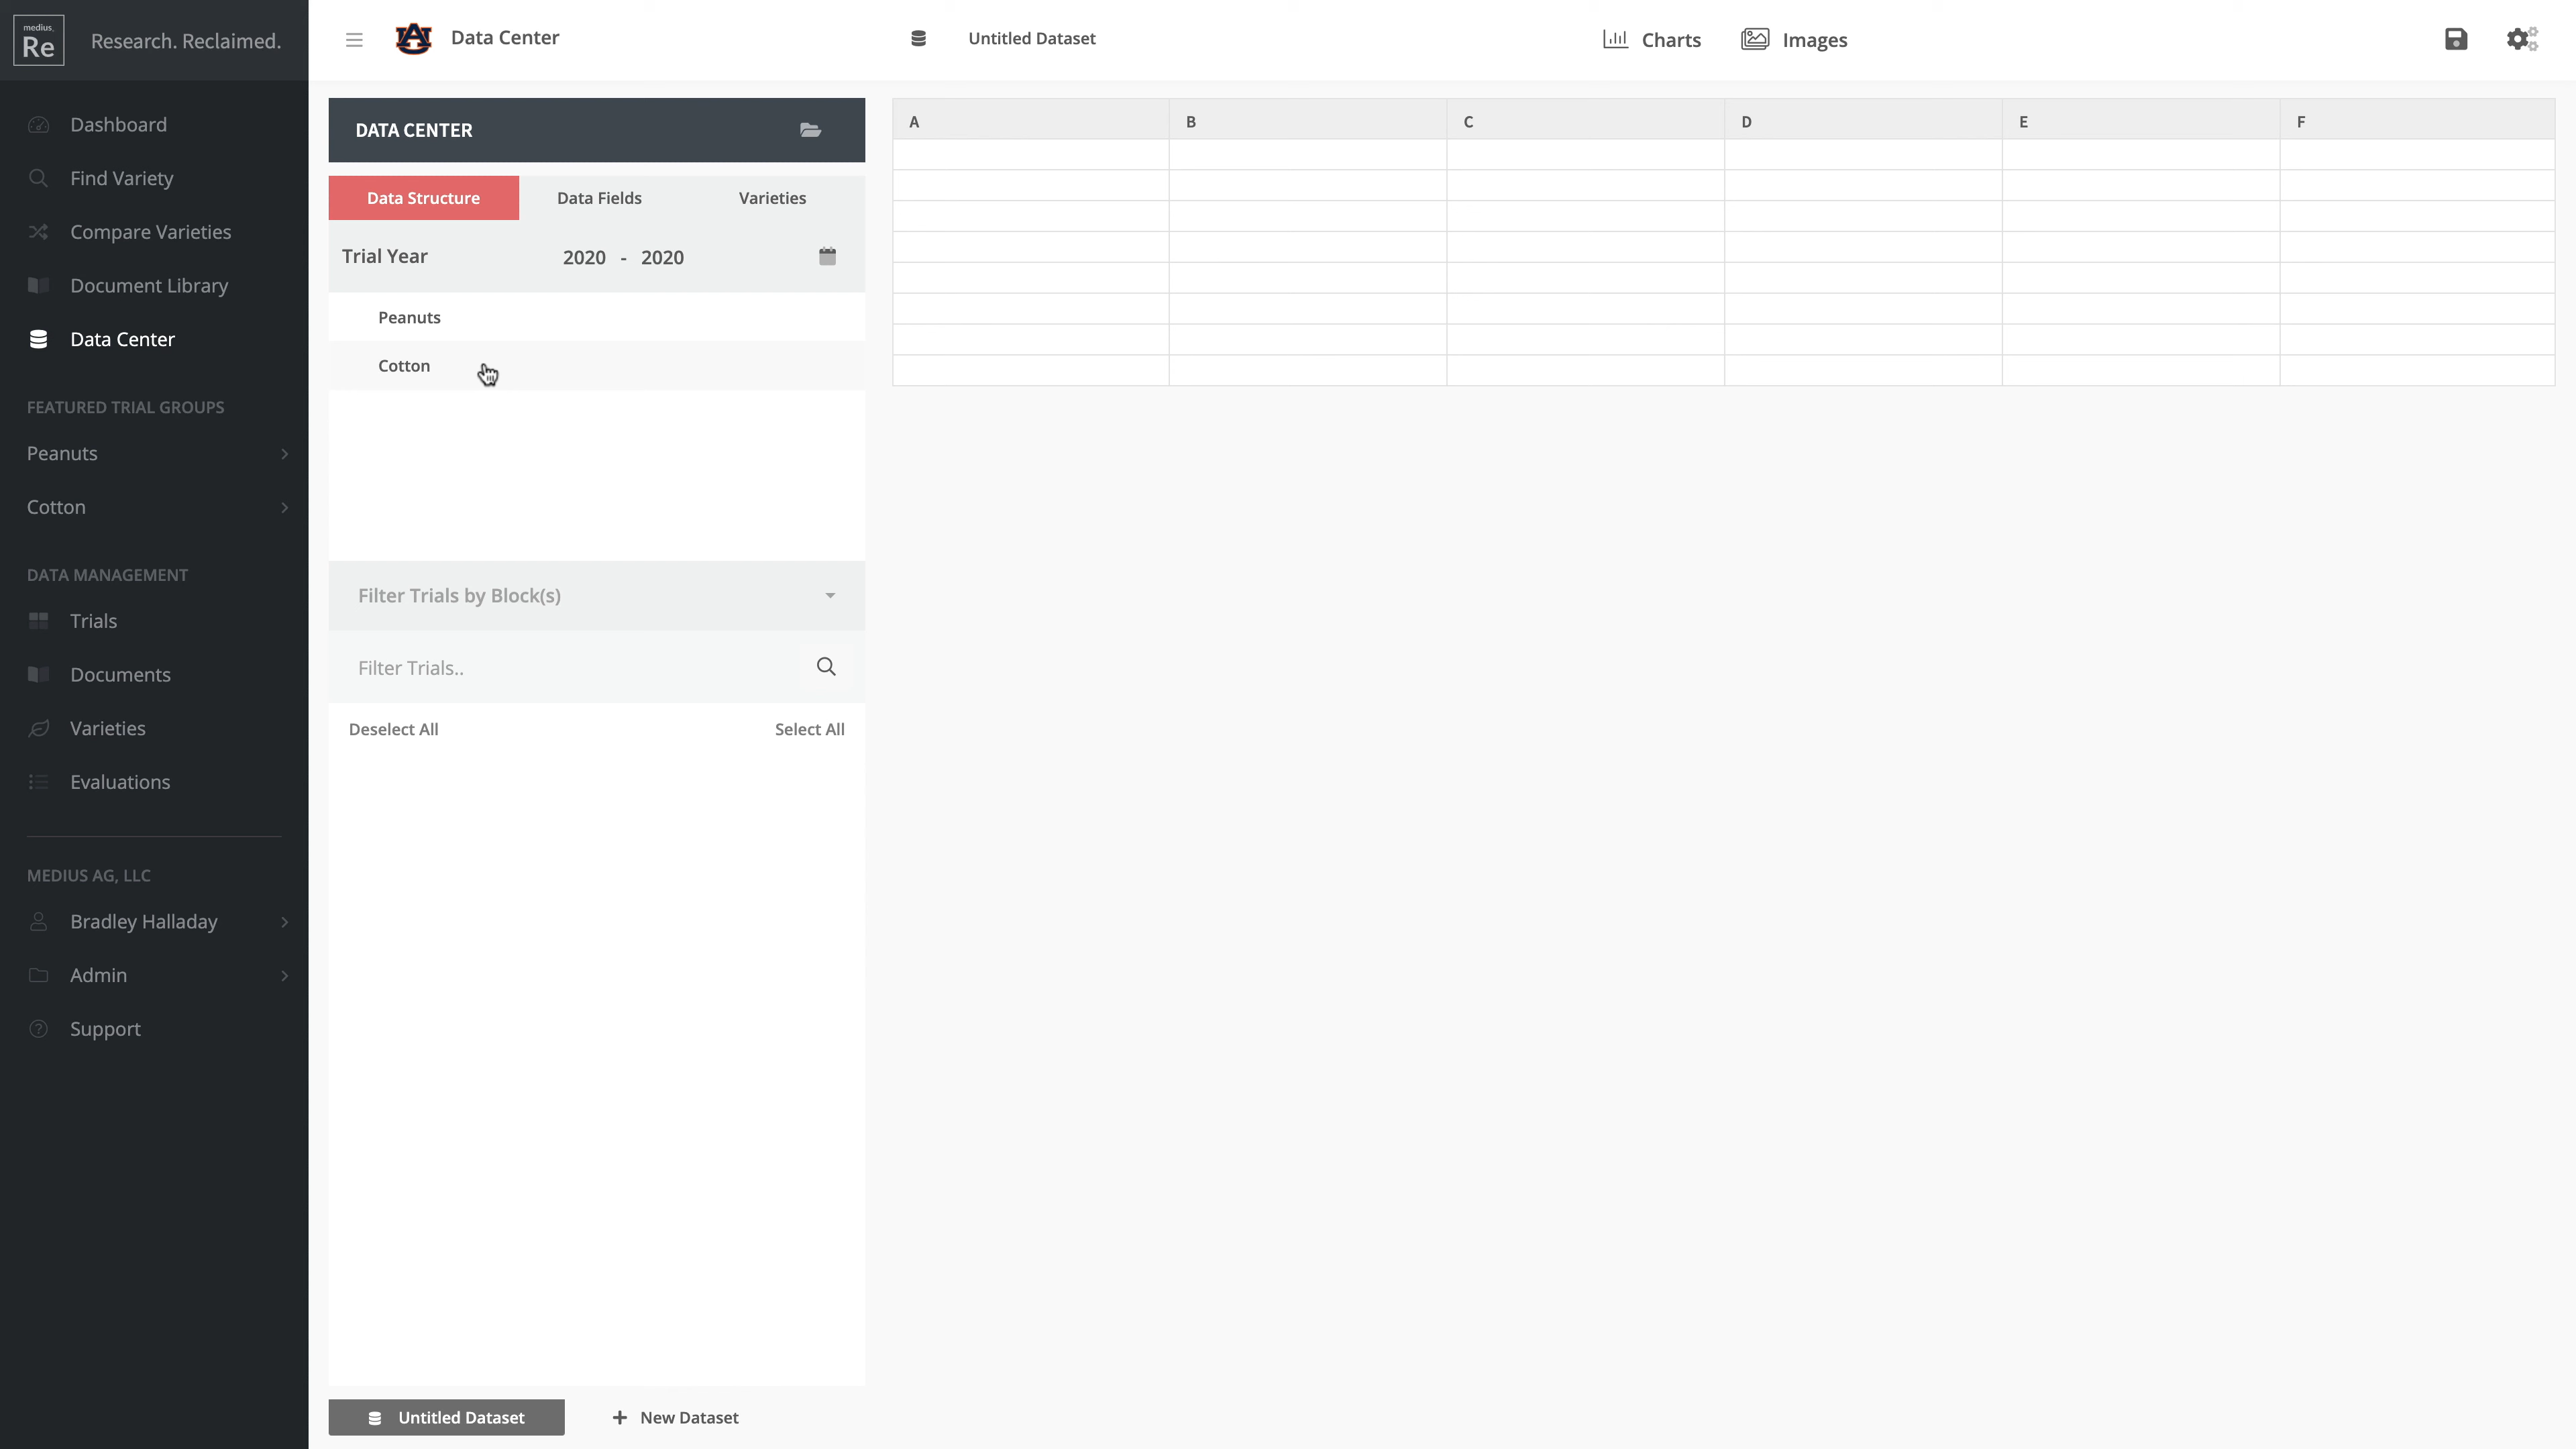 medius.
Re
Research. Reclaimed.
Data Center
Untitled Dataset
Charts
Images
Dashboard
Find Variety
Compare Varieties
Document Library
Data Center
FEATURED TRIAL GROUPS
Peanuts
Cotton
DATA MANAGEMENT
Trials
Documents
Varieties
Evaluations
MEDIUS AG, LLC
Bradley Halladay
Admin
Support
DATA CENTER
Data Structure
Data Fields
Varieties
Trial Year
2020 - 2020
Peanuts
Cotton
Filter Trials by Block(s)
Filter Trials..
Deselect All
Select All
Untitled Dataset
+ New Dataset
A
B
C
D
E
F